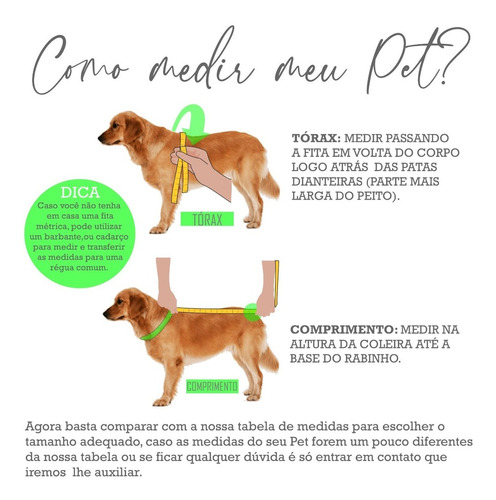 Como medir meu Pet?
TÓRAX: MEDIR PASSANDO
A FITA EM VOLTA DO CORPO
LOGO ATRÁS DAS PATAS
DIANTEIRAS (PARTE MAIS
LARGA DO PEITO).
DICA
Caso você não tenha
em casa uma fita
métrica, pode utilizar
um barbante,ou cadarço
para medir e transferir
as medidas para uma
régua comum.
TÓRAX
COMPRIMENTO: MEDIR NA
ALTURA DA COLEIRA ATÉ A
BASE DO RABINHO.
COMPRIMENTO
Agora basta comparar com a nossa tabela de medidas para escolher o
tamanho adequado, caso as medidas do seu Pet forem um pouco diferentes
da nossa tabela ou se ficar qualquer dúvida é só entrar em contato que
iremos lhe auxiliar.